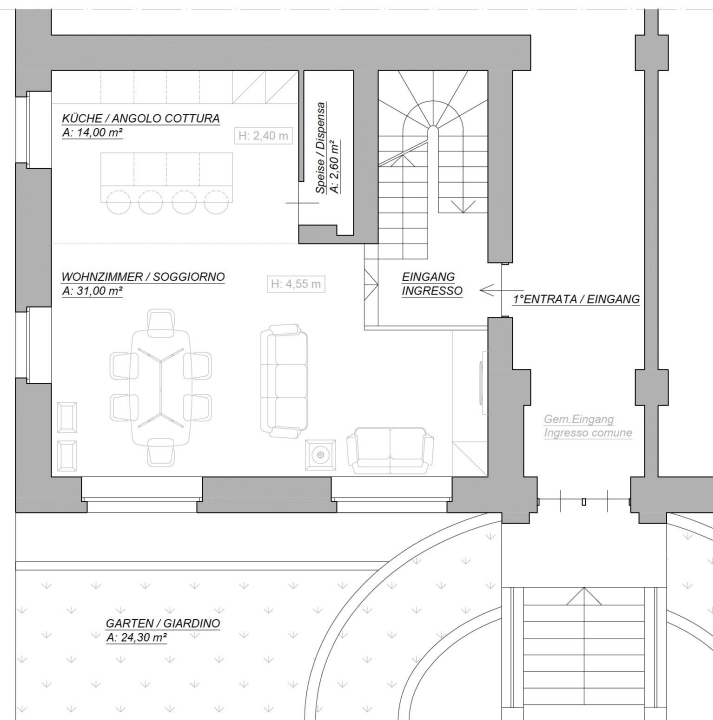 KÜCHE / ANGOLO COTTURA
A: 14,00 m²
H: 2,40 m
Speise / Dispensa
A: 2,60 m²
WOHNZIMMER / SOGGIORNO
A: 31,00 m²
H: 4,55 m
EINGANG
INGRESSO
1°ENTRATA / EINGANG
Gem.Eingang
Ingresso comune
GARTEN / GIARDINO
A: 24,30 m²